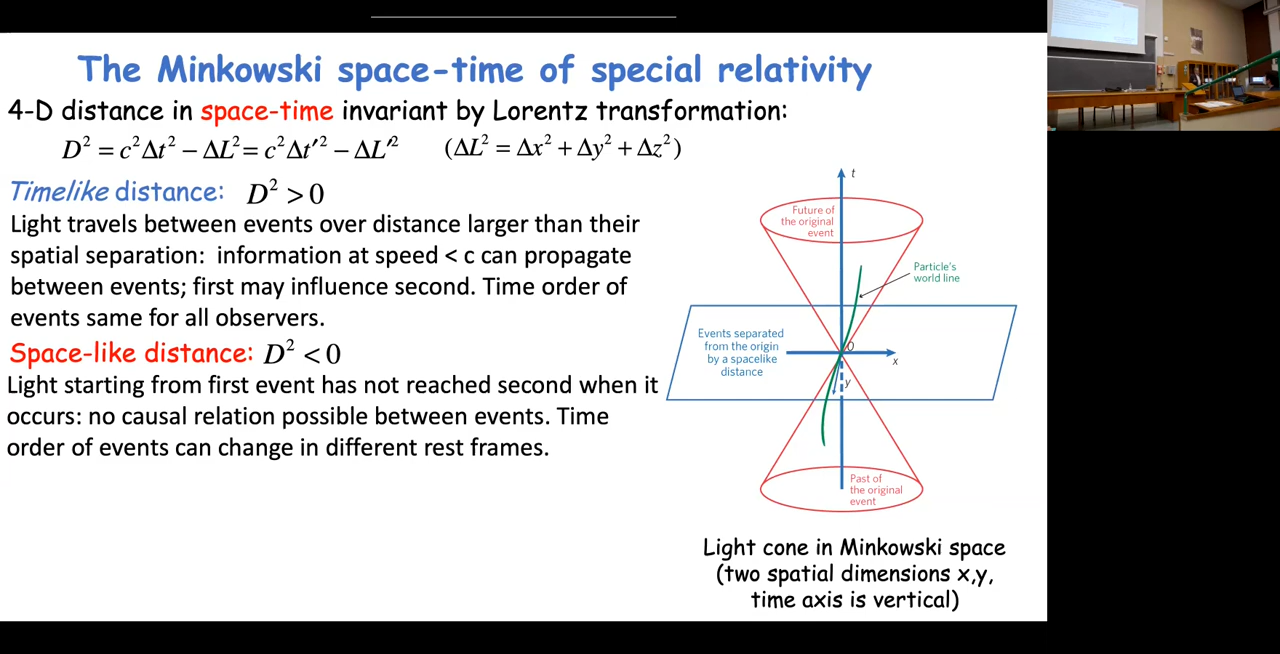 The Minkowski space-time of special relativity
4-D distance in space-time invariant by Lorentz transformation:
D² = c²Δt² − ΔL² = c²Δt′² − ΔL′² (ΔL² = Δx² + Δy² + Δz²)
Timelike distance: D² > 0
Light travels between events over distance larger than their
spatial separation: information at speed < c can propagate
between events; first may influence second. Time order of
events same for all observers.
Space-like distance: D² < 0
Light starting from first event has not reached second when it
occurs: no causal relation possible between events. Time
order of events can change in different rest frames.
t
Future of
the original
event
Particle's
world line
Events separated
from the origin
by a spacelike
distance
O
x
y
Past of
the original
event
Light cone in Minkowski space
(two spatial dimensions x,y,
time axis is vertical)